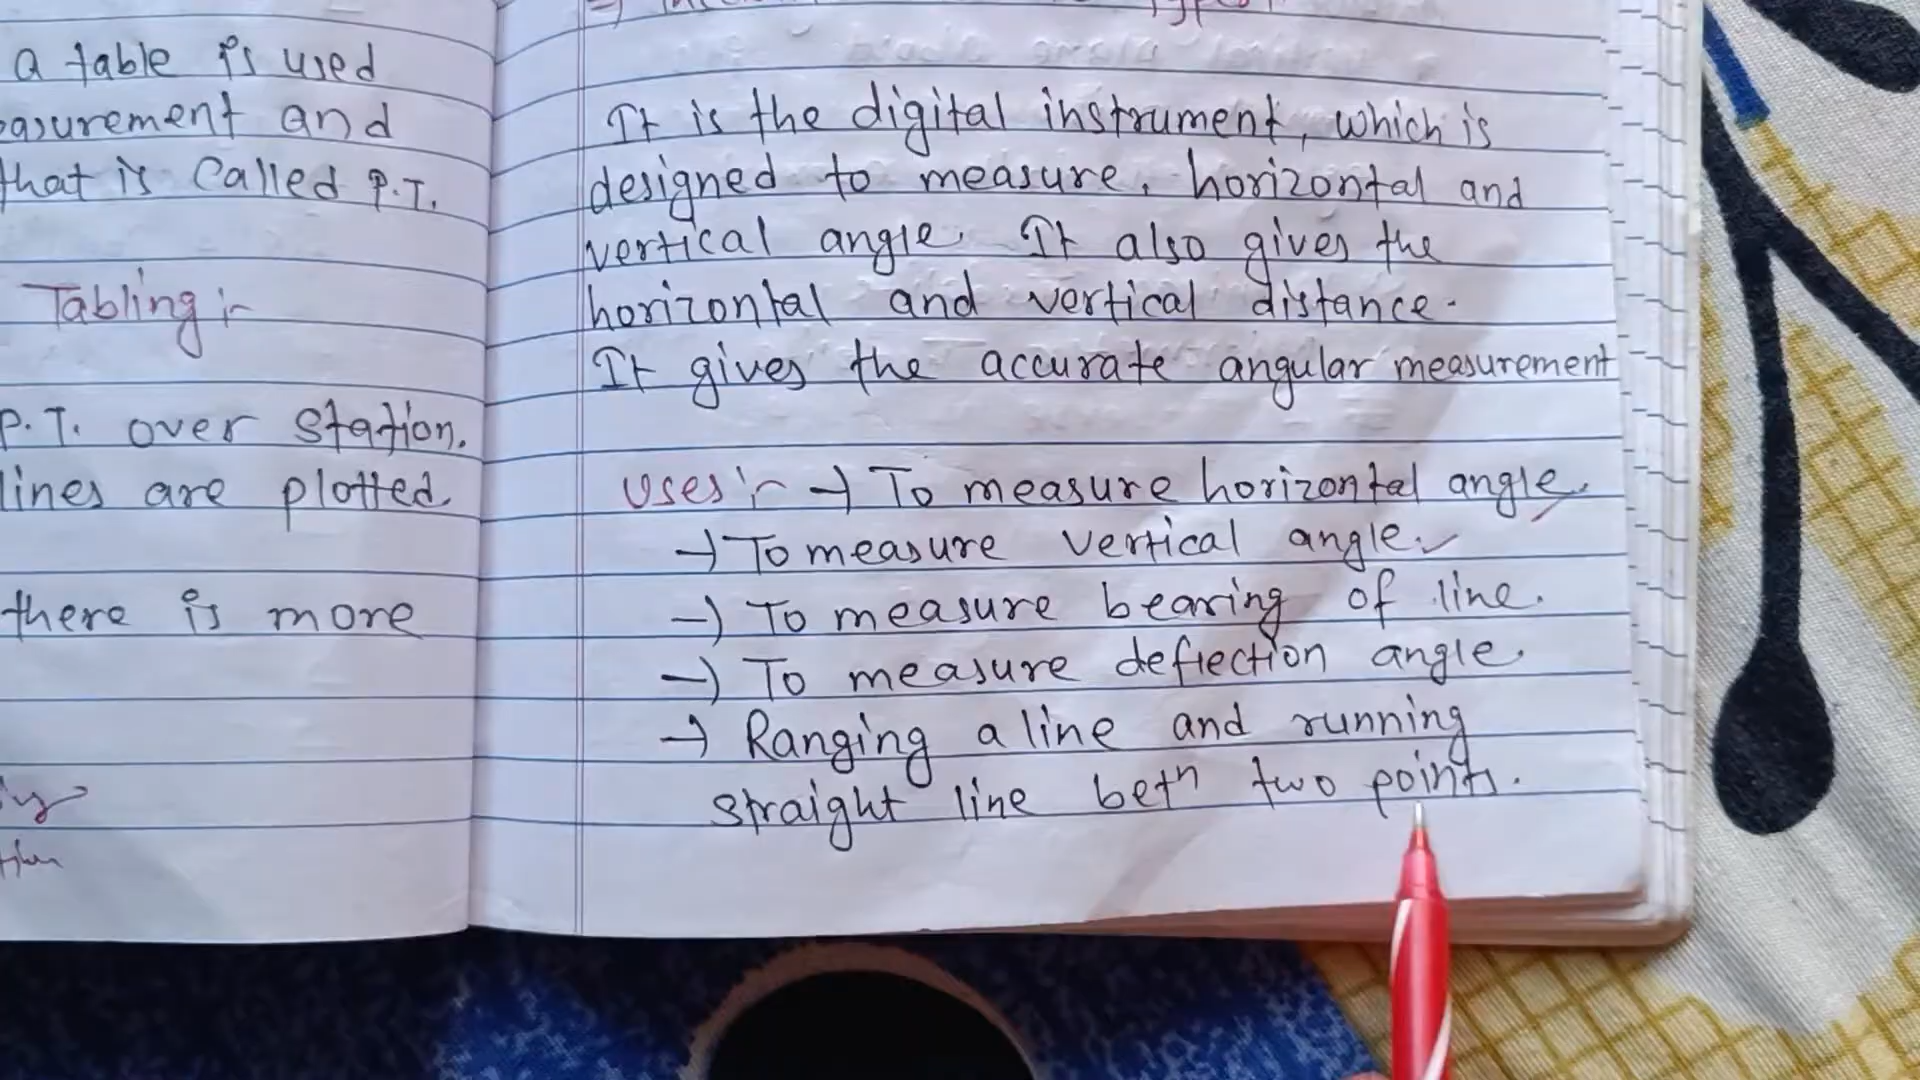 a table is used
asurement and
that is called P.T.
Tabling :-
P.T. over station.
lines are plotted.
there is more
Types
It is the digital instrument, which is
designed to measure, horizontal and
vertical angle. It also gives the
horizontal and vertical distance.
It gives the accurate angular measurement
Uses :- → To measure horizontal angle.
→ To measure vertical angle.
→ To measure bearing of line.
→ To measure deflection angle.
→ Ranging a line and running
straight line betn two points.